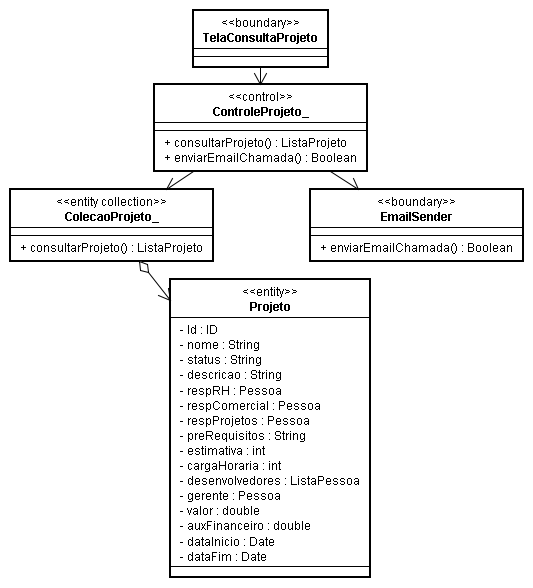 <<boundary>>
TelaConsultaProjeto
<<control>>
ControleProjeto_
+ consultarProjeto() : ListaProjeto
+ enviarEmailChamada() : Boolean
<<entity collection>>
ColecaoProjeto_
+ consultarProjeto() : ListaProjeto
<<boundary>>
EmailSender
+ enviarEmailChamada() : Boolean
<<entity>>
Projeto
- Id : ID
- nome : String
- status : String
- descricao : String
- respRH : Pessoa
- respComercial : Pessoa
- respProjetos : Pessoa
- preRequisitos : String
- estimativa : int
- cargaHoraria : int
- desenvolvedores : ListaPessoa
- gerente : Pessoa
- valor : double
- auxFinanceiro : double
- dataInicio : Date
- dataFim : Date